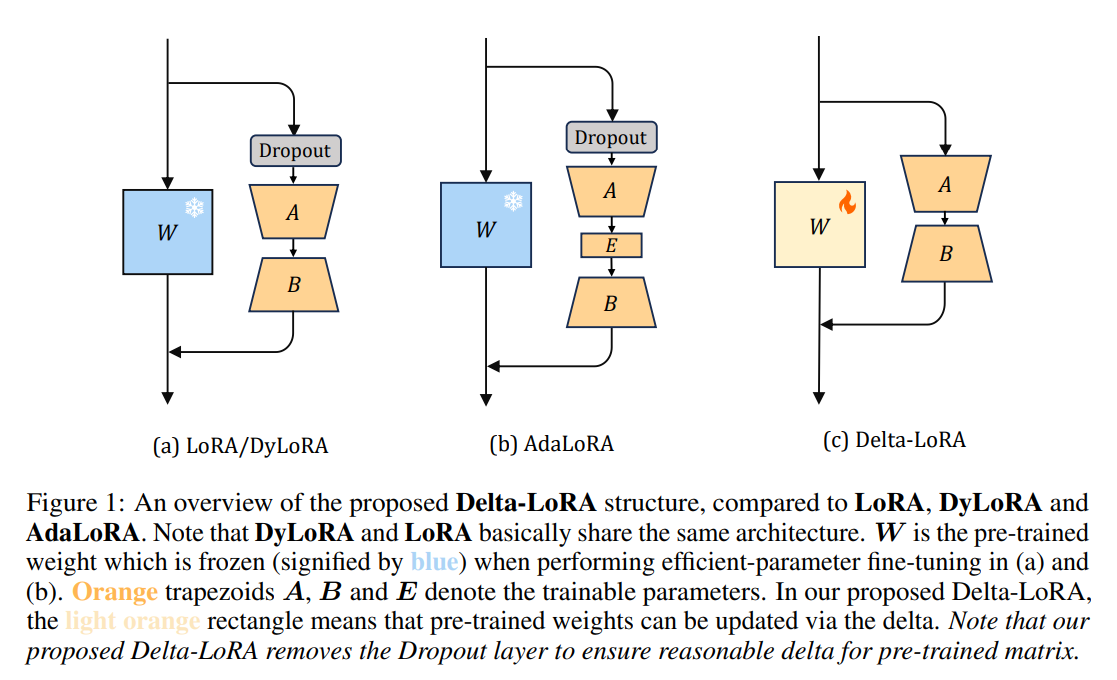 Dropout
A
W
B
Dropout
A
W
E
B
A
W
B
(a) LoRA/DyLoRA
(b) AdaLoRA
(c) Delta-LoRA
Figure 1: An overview of the proposed Delta-LoRA structure, compared to LoRA, DyLoRA and
AdaLoRA. Note that DyLoRA and LoRA basically share the same architecture. W is the pre-trained
weight which is frozen (signified by blue) when performing efficient-parameter fine-tuning in (a) and
(b). Orange trapezoids A, B and E denote the trainable parameters. In our proposed Delta-LoRA,
the light orange rectangle means that pre-trained weights can be updated via the delta. Note that our
proposed Delta-LoRA removes the Dropout layer to ensure reasonable delta for pre-trained matrix.